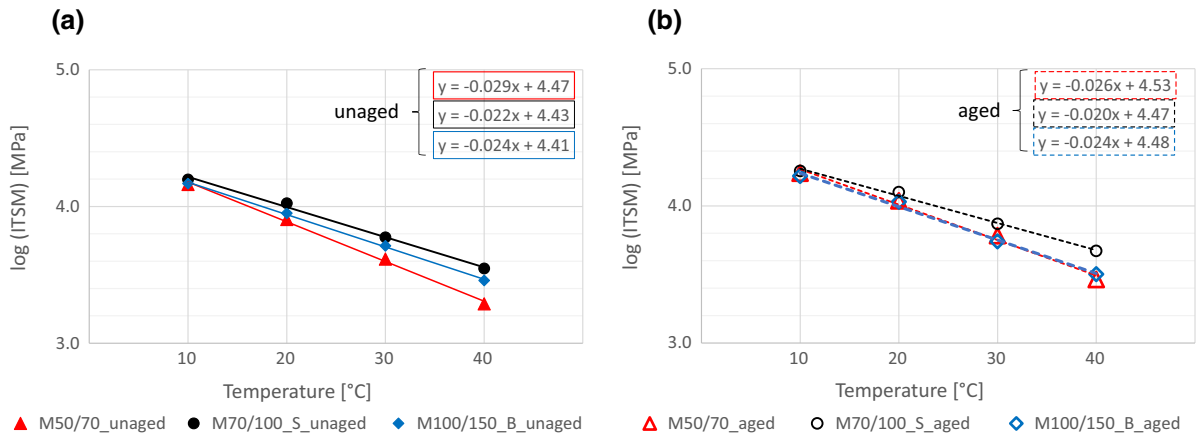 (a)
5.0
4.0
3.0
log (ITSM) [MPa]
unaged
y = -0.029x + 4.47
y = -0.022x + 4.43
y = -0.024x + 4.41
10 20 30 40
Temperature [°C]
M50/70_unaged M70/100_S_unaged M100/150_B_unaged
(b)
5.0
4.0
3.0
log (ITSM) [MPa]
aged
y = -0.026x + 4.53
y = -0.020x + 4.47
y = -0.024x + 4.48
10 20 30 40
Temperature [°C]
M50/70_aged M70/100_S_aged M100/150_B_aged